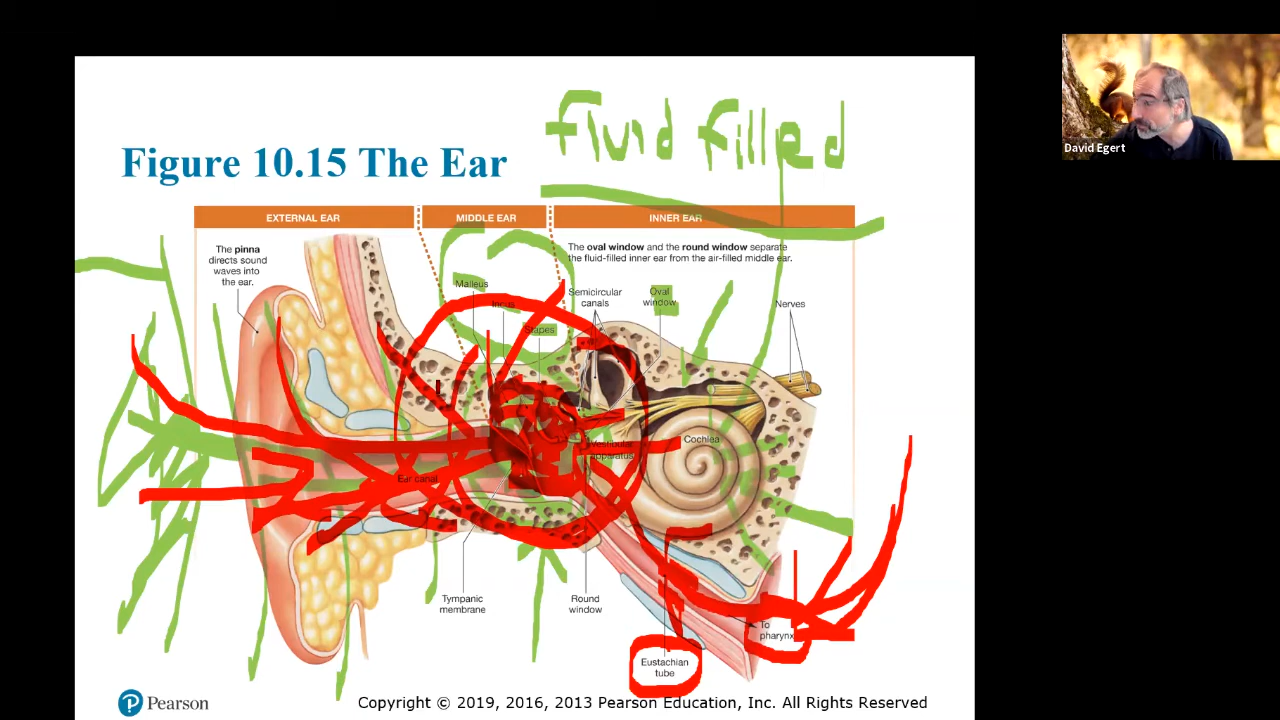 Fluid Filled
Figure 10.15 The Ear
EXTERNAL EAR
MIDDLE EAR
INNER EAR
The pinna
directs sound
waves into
the ear.
The oval window and the round window separate
the fluid-filled inner ear from the air-filled middle ear.
Malleus
Incus
Stapes
Semicircular
canals
Oval
window
Nerves
Vestibular
apparatus
Cochlea
Ear canal
Tympanic
membrane
Round
window
To
pharynx
Eustachian
tube
Pearson
Copyright © 2019, 2016, 2013 Pearson Education, Inc. All Rights Reserved
David Egert